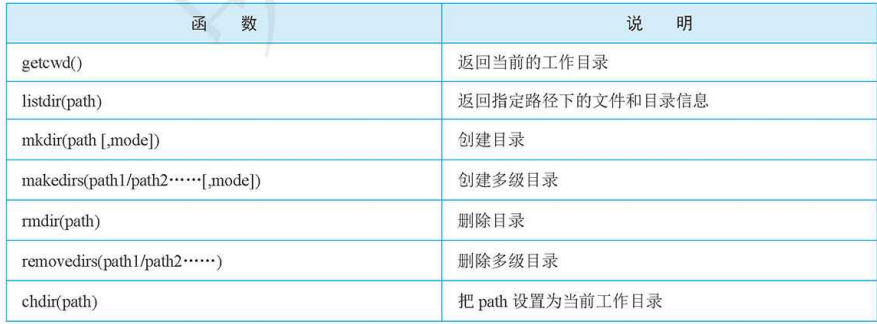 函 数 说 明
getcwd() 返回当前的工作目录
listdir(path) 返回指定路径下的文件和目录信息
mkdir(path [,mode]) 创建目录
makedirs(path1/path2……[,mode]) 创建多级目录
rmdir(path) 删除目录
removedirs(path1/path2……) 删除多级目录
chdir(path) 把 path 设置为当前工作目录